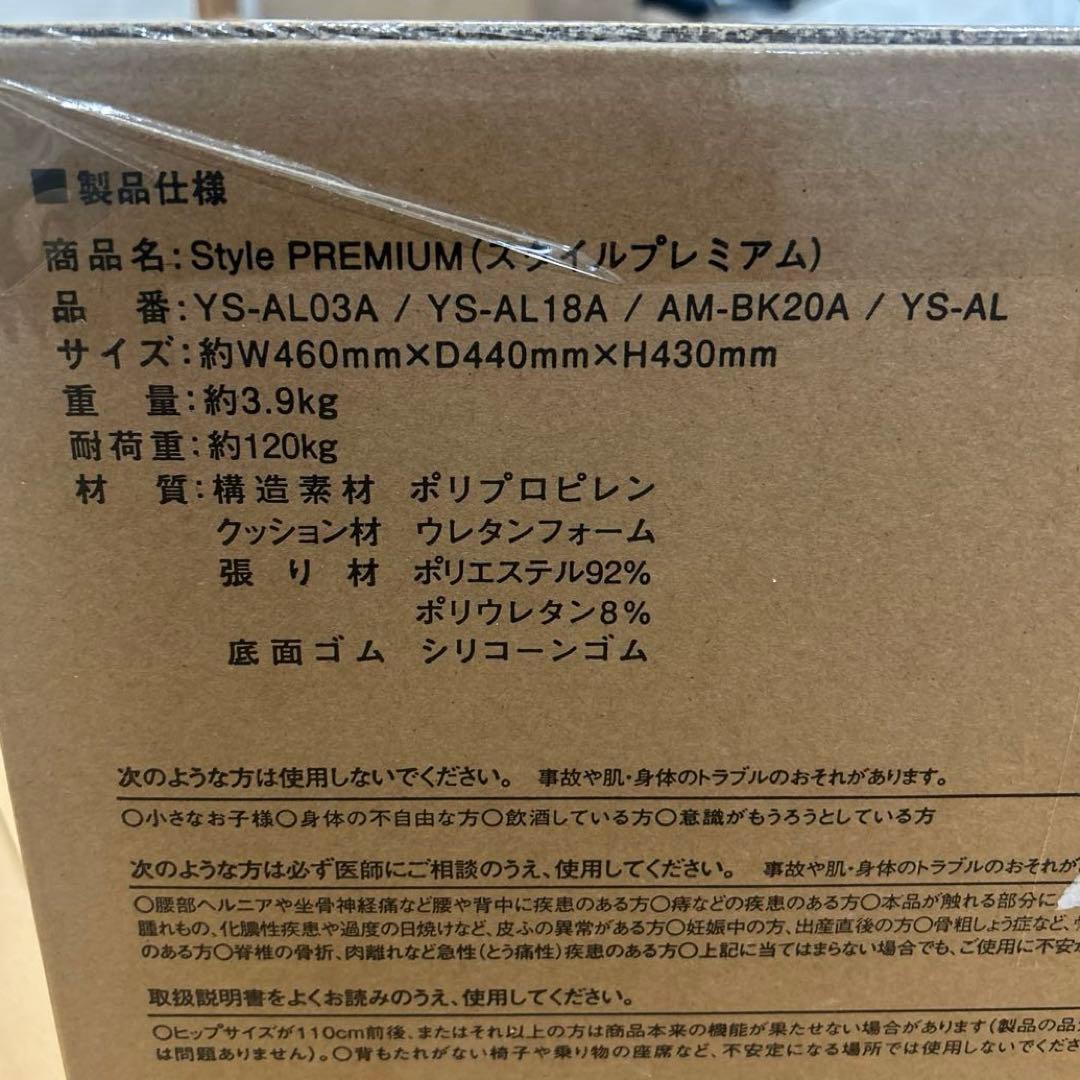 ■製品仕様
商品名：Style PREMIUM（スタイルプレミアム）
品　番：YS-AL03A / YS-AL18A / AM-BK20A / YS-AL
サイズ：約W460mm×D440mm×H430mm
重　量：約3.9kg
耐荷重：約120kg
材　質：構造素材　ポリプロピレン
クッション材　ウレタンフォーム
張り材　ポリエステル92%
ポリウレタン8%
底面ゴム　シリコーンゴム
次のような方は使用しないでください。　事故や肌・身体のトラブルのおそれがあります。
○小さなお子様○身体の不自由な方○飲酒している方○意識がもうろうとしている方
次のような方は必ず医師にご相談のうえ、使用してください。　事故や肌・身体のトラブルのおそれが
○腰部ヘルニアや坐骨神経痛など腰や背中に疾患のある方○痔などの疾患のある方○本品が触れる部分に
腫れもの、化膿性疾患や過度の日焼けなど、皮ふの異常がある方○妊娠中の方、出産直後の方○骨粗しょう症など、
のある方○脊椎の骨折、肉離れなど急性（とう痛性）疾患のある方○上記に当てはまらない場合でも、ご使用に不安
取扱説明書をよくお読みのうえ、使用してください。
○ヒップサイズが110cm前後、またはそれ以上の方は商品本来の機能が果たせない場合があります（製品の品
は問題ありません）。○背もたれがない椅子や乗り物の座席など、不安定になる場所では使用しないでくださ